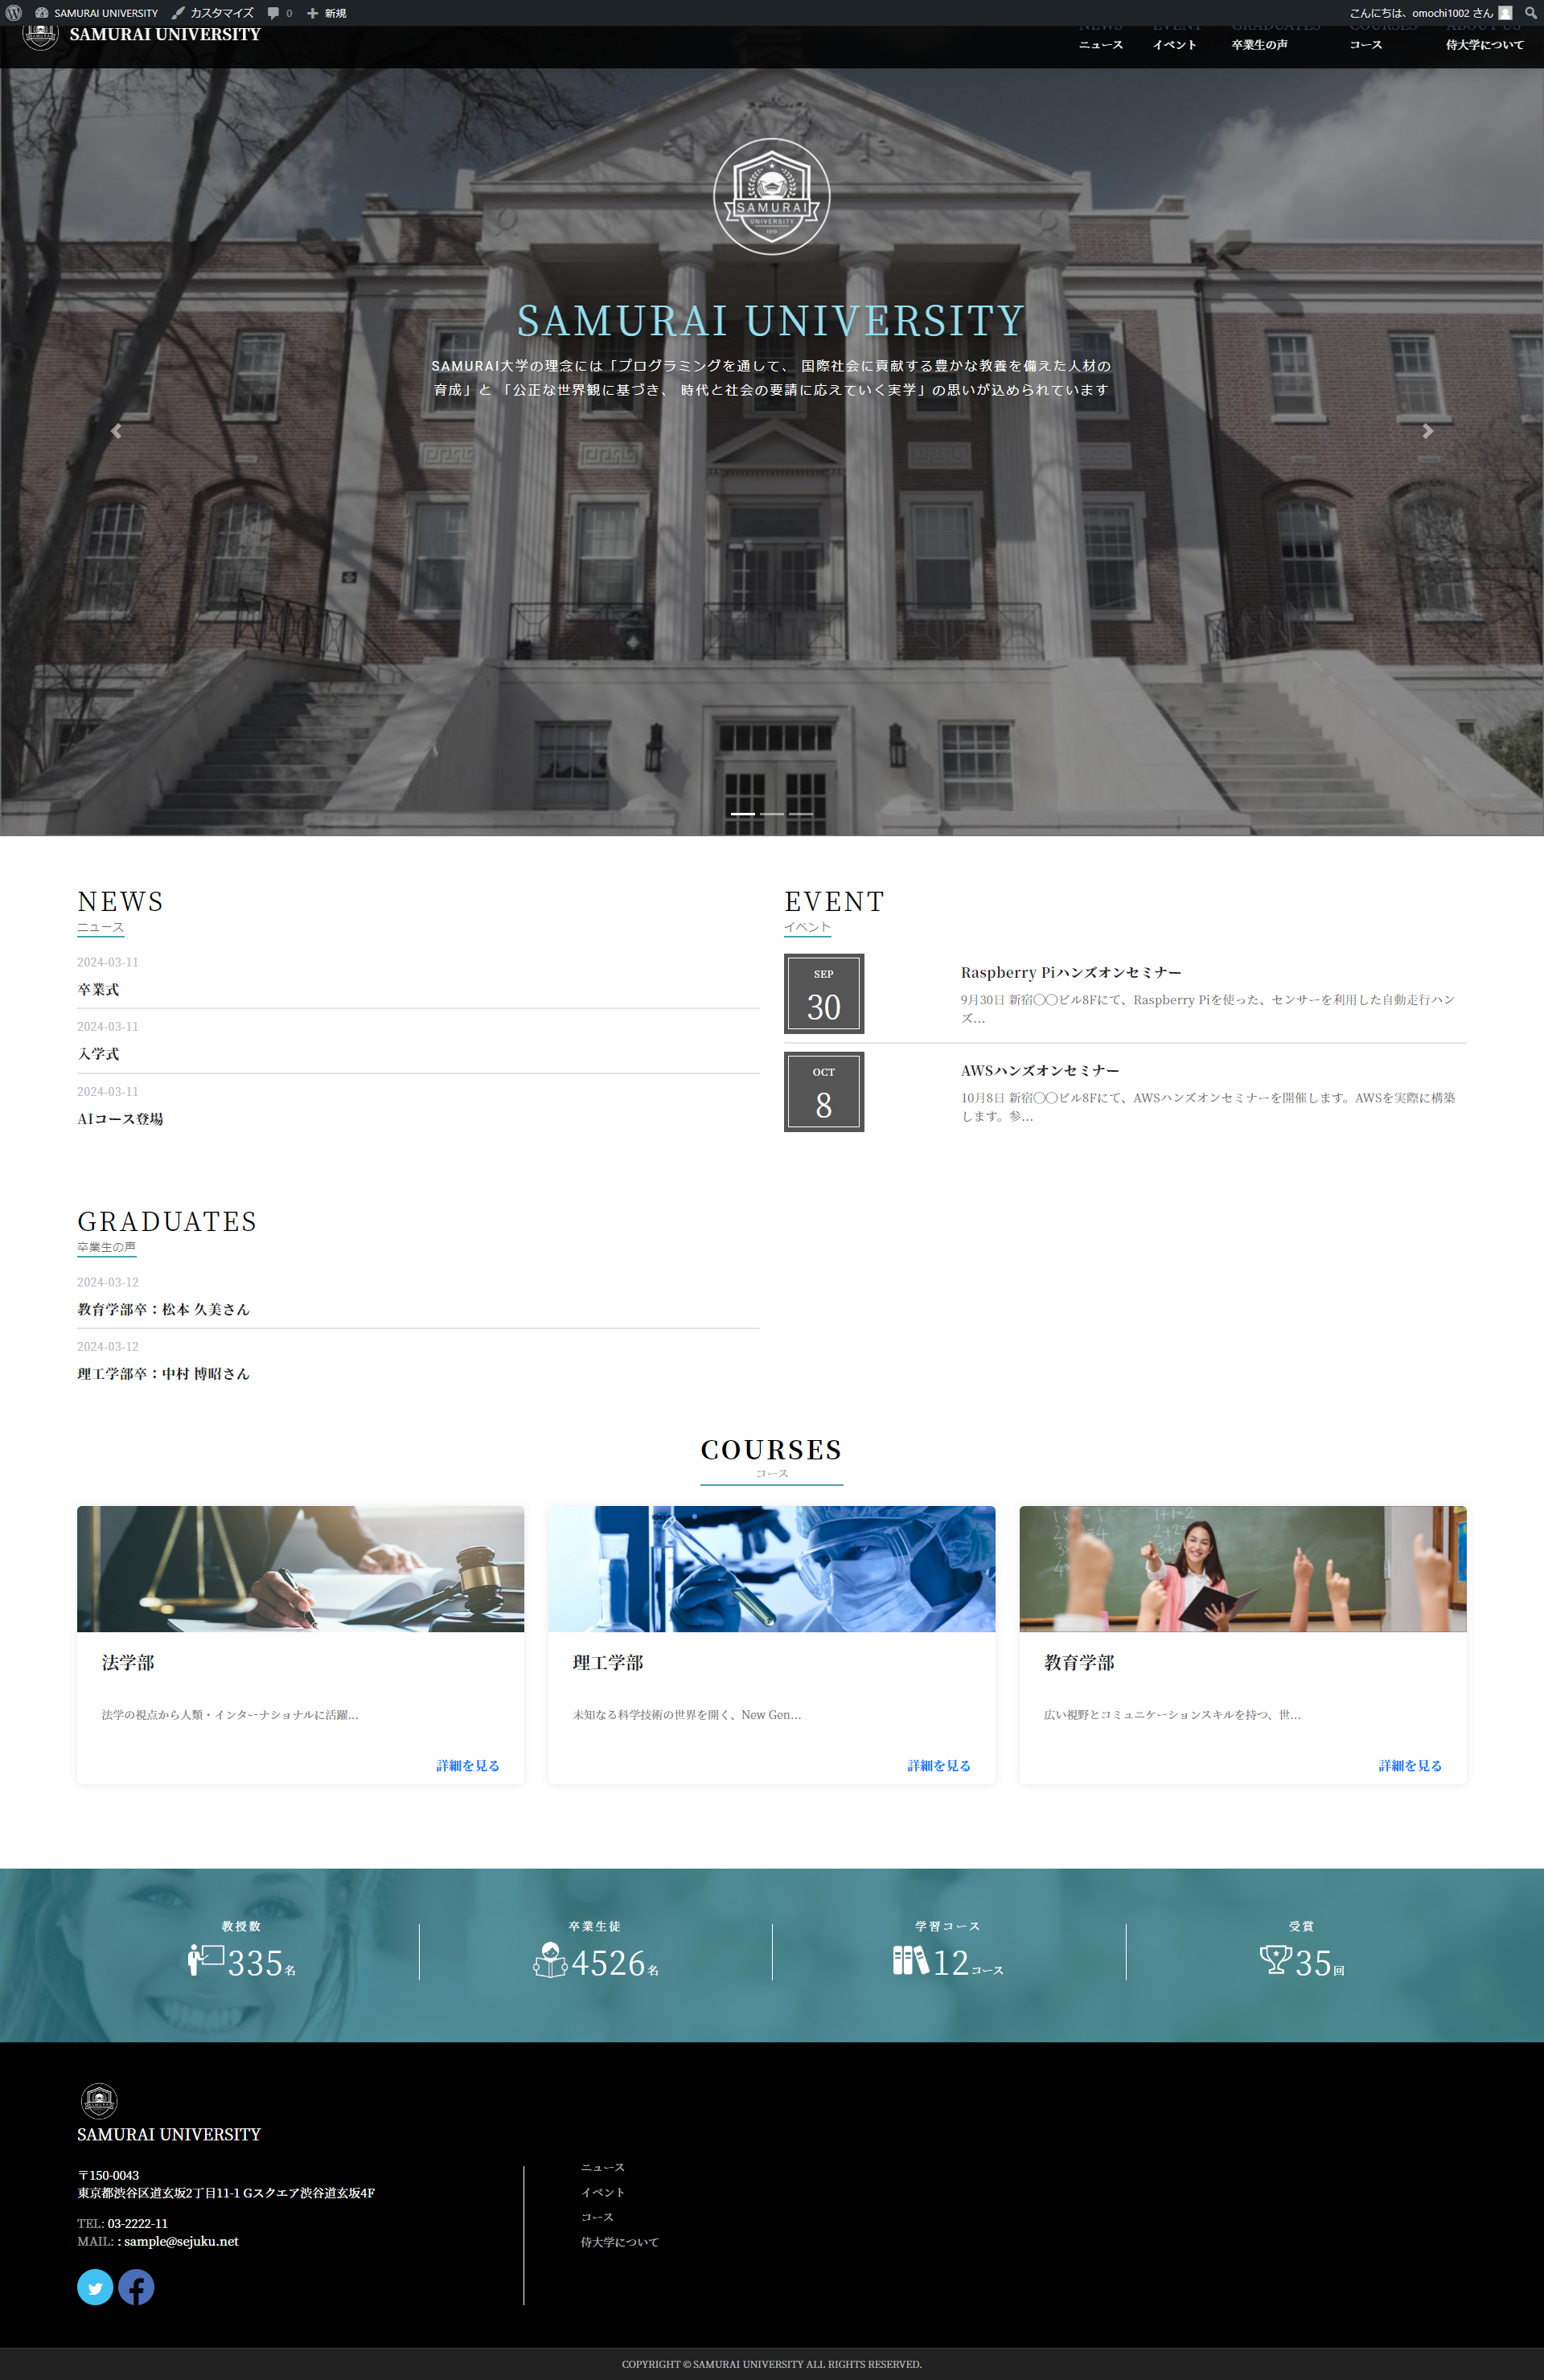 SAMURAI UNIVERSITY カスタマイズ 0 新規 こんにちは、omochi1002 さん
SAMURAI UNIVERSITY
NEWS EVENT GRADUATES COURSES ABOUT US
ニュース イベント 卒業生の声 コース 侍大学について
SAMURAI
UNIVERSITY
SAMURAI UNIVERSITY
SAMURAI大学の理念には「プログラミングを通して、 国際社会に貢献する豊かな教養を備えた人材の
育成」と 「公正な世界観に基づき、 時代と社会の要請に応えていく実学」の思いが込められています
NEWS
ニュース
2024-03-11
卒業式
2024-03-11
入学式
2024-03-11
AIコース登場
EVENT
イベント
SEP
30
Raspberry Piハンズオンセミナー
9月30日 新宿◯◯ビル8Fにて、Raspberry Piを使った、センサーを利用した自動走行ハン
ズ...
OCT
8
AWSハンズオンセミナー
10月8日 新宿◯◯ビル8Fにて、AWSハンズオンセミナーを開催します。AWSを実際に構築
します。参...
GRADUATES
卒業生の声
2024-03-12
教育学部卒：松本 久美さん
2024-03-12
理工学部卒：中村 博昭さん
COURSES
コース
法学部
法学の視点から人類・インターナショナルに活躍...
詳細を見る
理工学部
未知なる科学技術の世界を開く、New Gen...
詳細を見る
教育学部
広い視野とコミュニケーションスキルを持つ、世...
詳細を見る
教授数
335名
卒業生徒
4526名
学習コース
12コース
受賞
35回
SAMURAI UNIVERSITY
〒150-0043
東京都渋谷区道玄坂2丁目11-1 Gスクエア渋谷道玄坂4F
TEL: 03-2222-11
MAIL: : sample@sejuku.net
ニュース
イベント
コース
侍大学について
COPYRIGHT © SAMURAI UNIVERSITY ALL RIGHTS RESERVED.